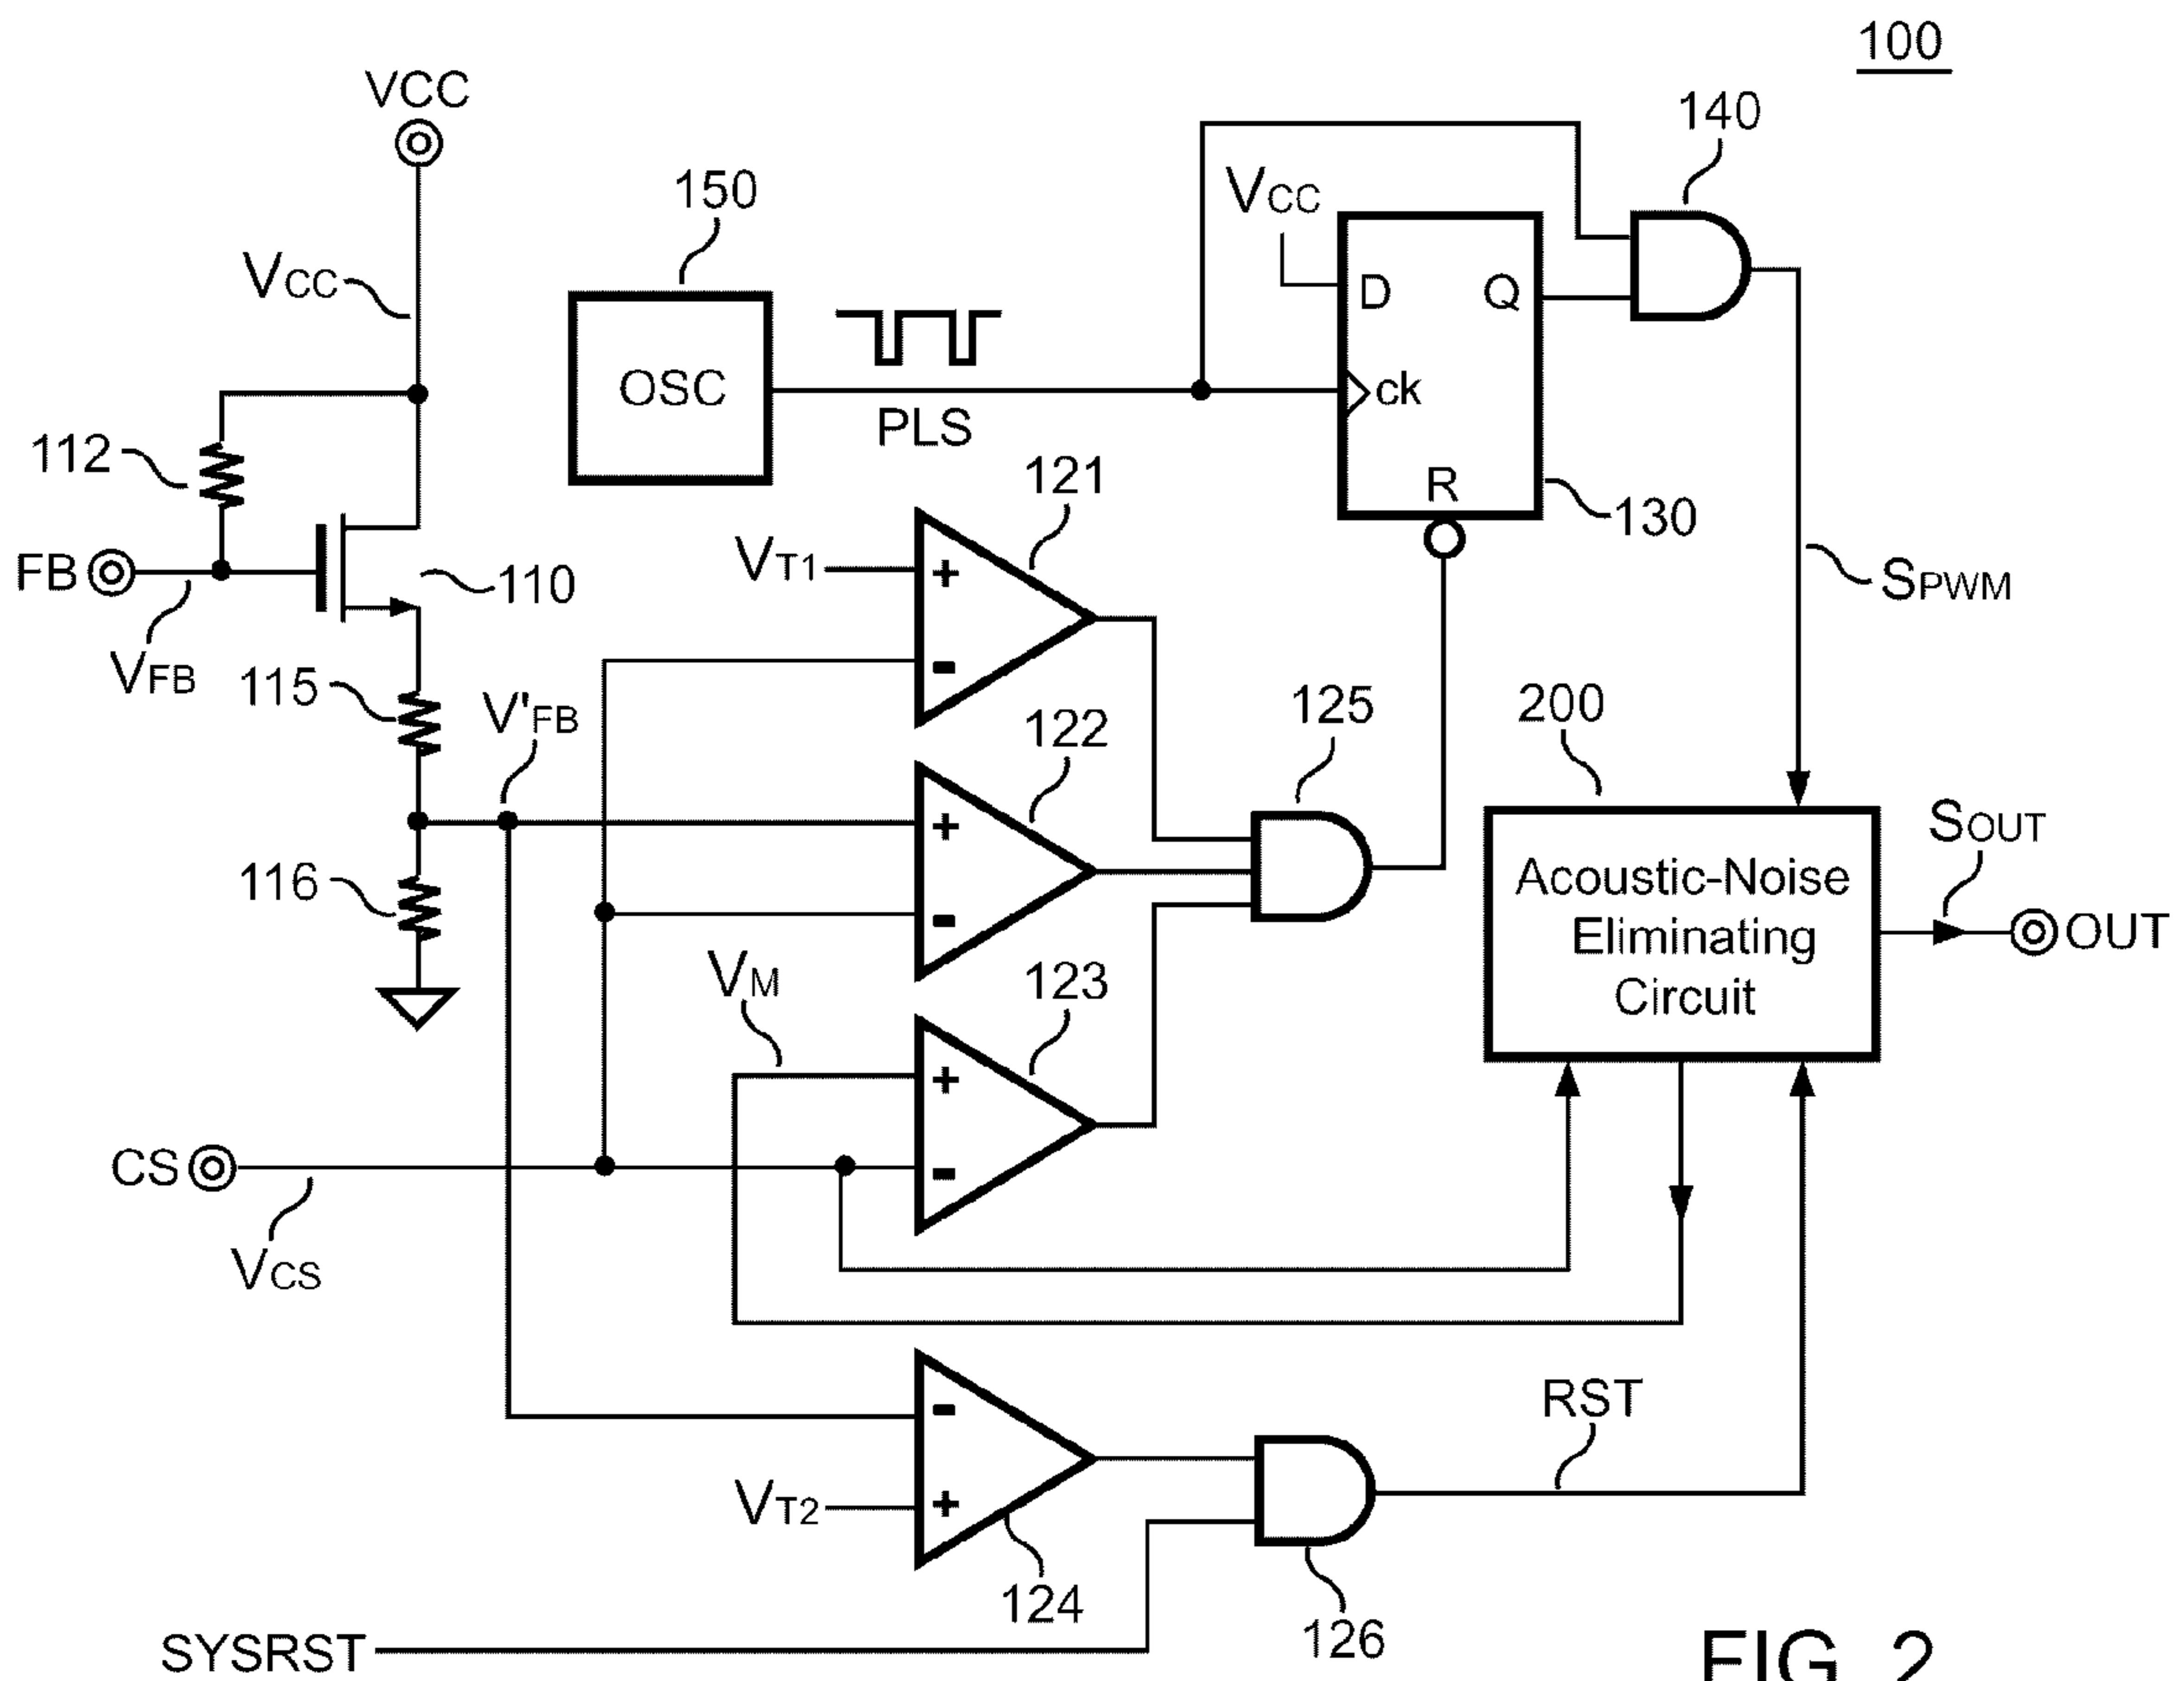 100
VCC
140
150
VCC
VCC
D
Q
OSC
ck
PLS
112
121
R
130
VT1
+
FB
110
SPWM
VFB
-
115
V'FB
122
125
200
+
SOUT
116
-
Acoustic-Noise
Eliminating
Circuit
OUT
VM
123
+
CS
-
VCS
-
RST
VT2
+
124
126
SYSRST
FIG. 2